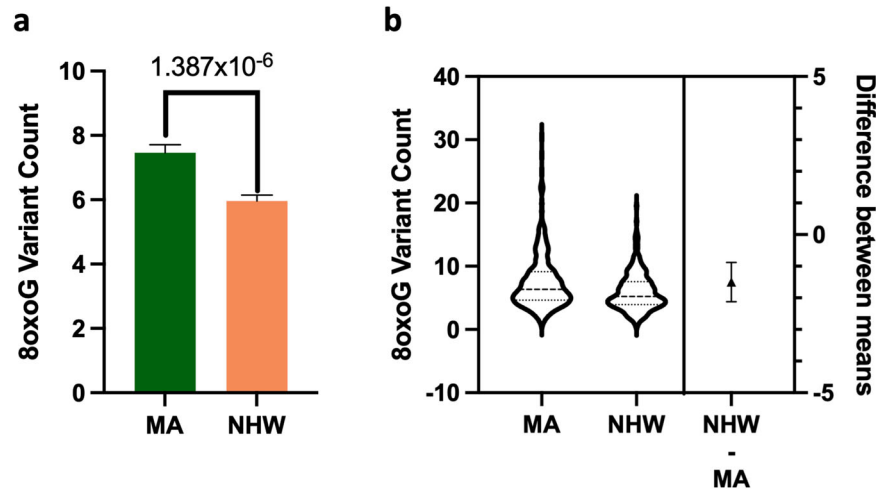 a
1.387x10⁻⁶
8oxoG Variant Count
10
8
6
4
2
0
MA
NHW
b
8oxoG Variant Count
40
30
20
10
0
-10
MA
NHW
NHW
-
MA
5
0
-5
Difference between means